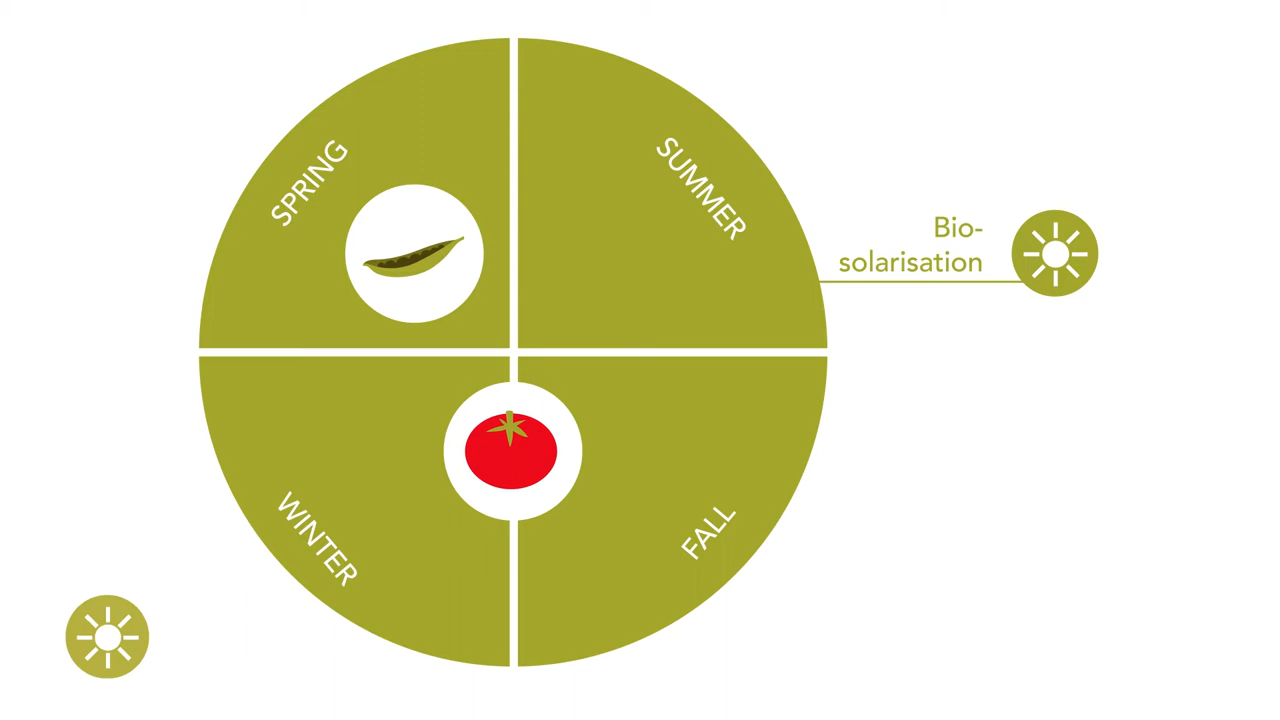 SPRING
SUMMER
Bio-
solarisation
WINTER
FALL